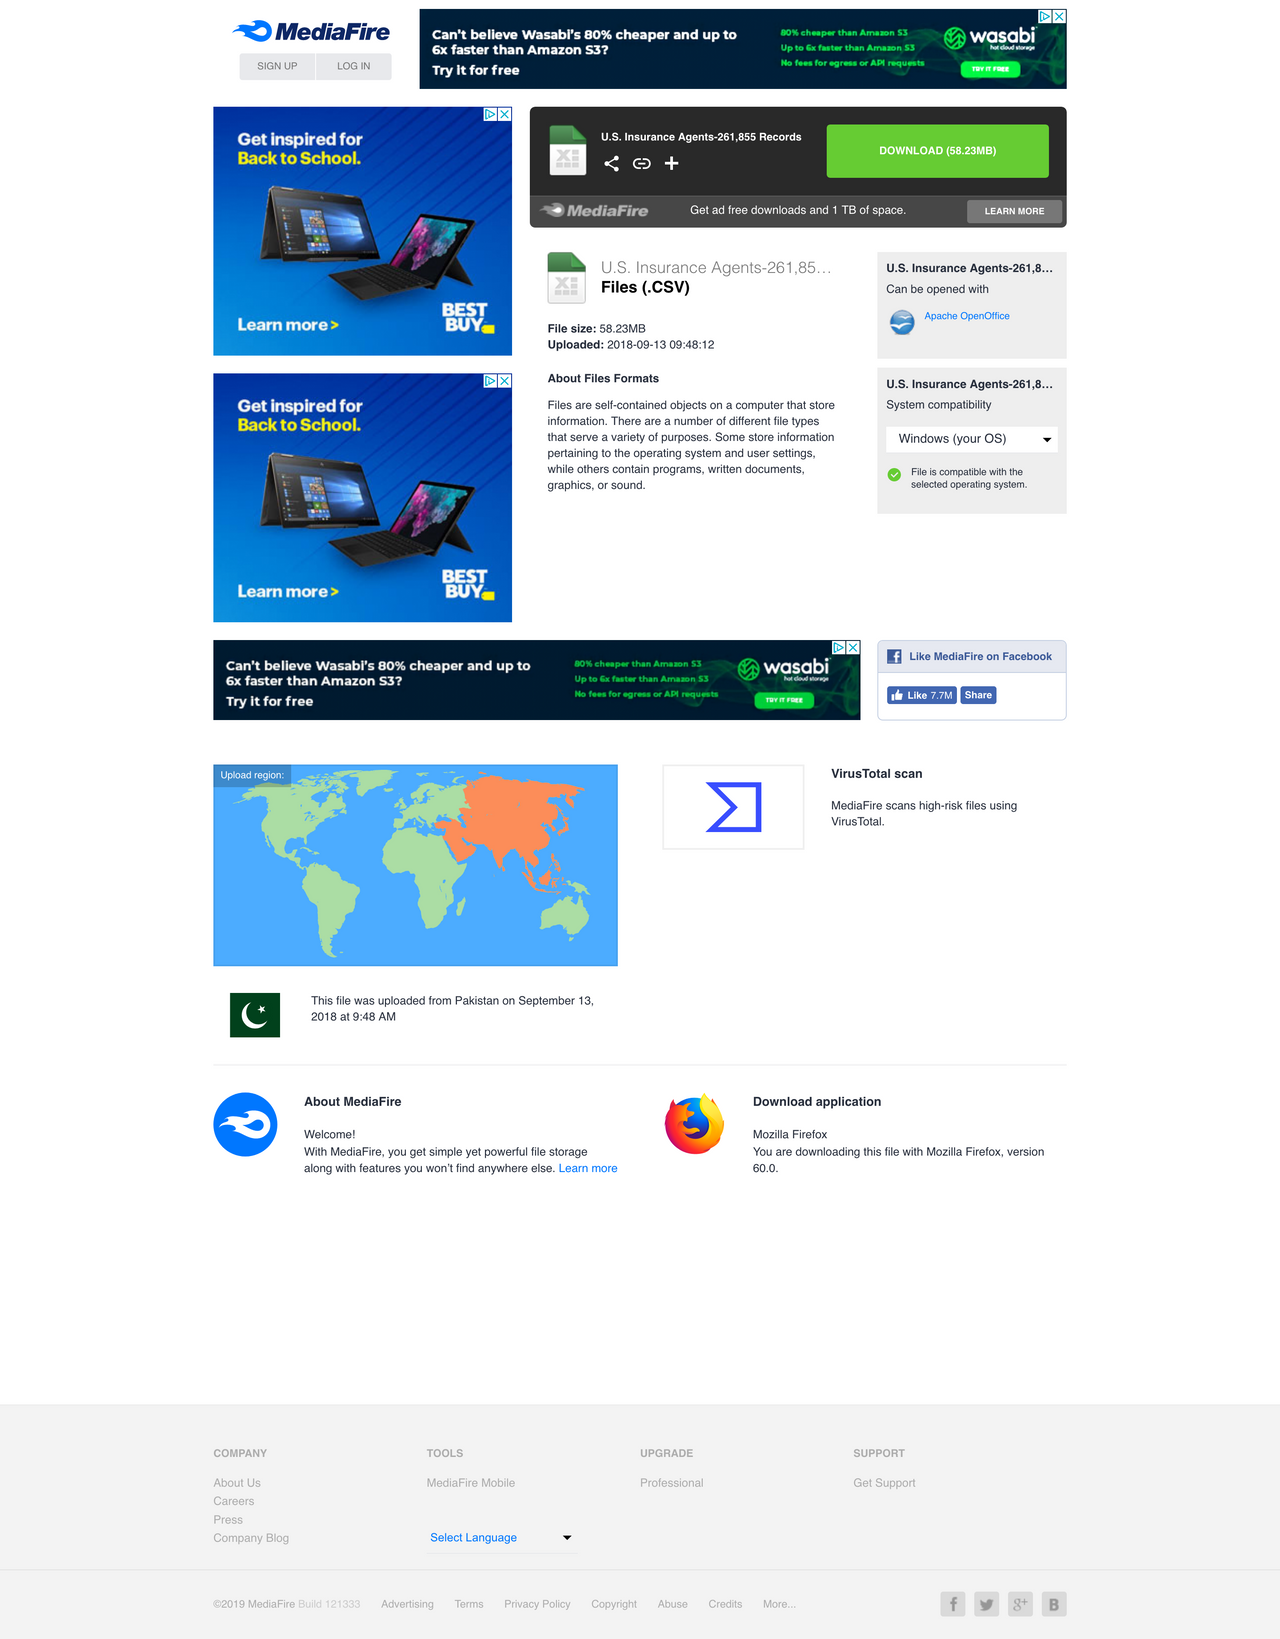 MediaFire
SIGN UP
LOG IN
Can't believe Wasabi's 80% cheaper and up to
6x faster than Amazon S3?
Try it for free
80% cheaper than Amazon S3
Up to 6x faster than Amazon S3
No fees for egress or API requests
wasabi
hot cloud storage
TRY IT FREE
Get inspired for
Back to School.
Learn more >
BEST
BUY
U.S. Insurance Agents-261,855 Records
DOWNLOAD (58.23MB)
MediaFire
Get ad free downloads and 1 TB of space.
LEARN MORE
U.S. Insurance Agents-261,85...
Files (.CSV)
File size: 58.23MB
Uploaded: 2018-09-13 09:48:12
About Files Formats
Files are self-contained objects on a computer that store
information. There are a number of different file types
that serve a variety of purposes. Some store information
pertaining to the operating system and user settings,
while others contain programs, written documents,
graphics, or sound.
U.S. Insurance Agents-261,8...
Can be opened with
Apache OpenOffice
U.S. Insurance Agents-261,8...
System compatibility
Windows (your OS)
File is compatible with the
selected operating system.
Get inspired for
Back to School.
Learn more >
BEST
BUY
Can't believe Wasabi's 80% cheaper and up to
6x faster than Amazon S3?
Try it for free
80% cheaper than Amazon S3
Up to 6x faster than Amazon S3
No fees for egress or API requests
wasabi
hot cloud storage
TRY IT FREE
Like MediaFire on Facebook
Like 7.7M
Share
Upload region:
VirusTotal scan
MediaFire scans high-risk files using
VirusTotal.
This file was uploaded from Pakistan on September 13,
2018 at 9:48 AM
About MediaFire
Welcome!
With MediaFire, you get simple yet powerful file storage
along with features you won't find anywhere else. Learn more
Download application
Mozilla Firefox
You are downloading this file with Mozilla Firefox, version
60.0.
COMPANY
About Us
Careers
Press
Company Blog
TOOLS
MediaFire Mobile
Select Language
UPGRADE
Professional
SUPPORT
Get Support
©2019 MediaFire Build 121333
Advertising
Terms
Privacy Policy
Copyright
Abuse
Credits
More...